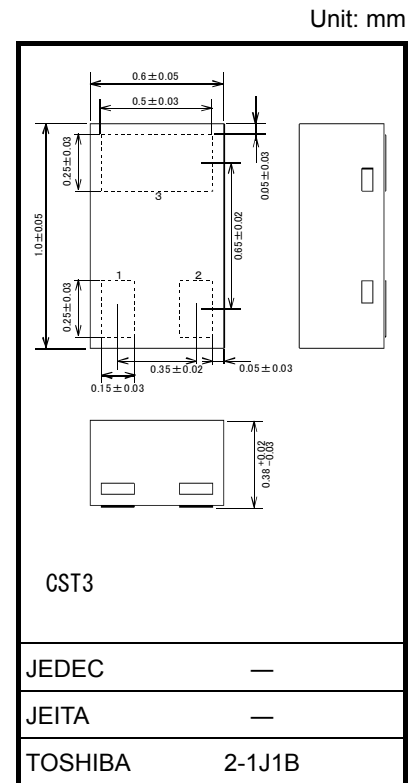 Unit: mm
0.6±0.05
0.5±0.03
0.25±0.03
0.05±0.03
3
1.0±0.05
0.65±0.02
1
2
0.25±0.03
0.35±0.02
0.05±0.03
0.15±0.03
0.38 +0.02 -0.03
CST3
JEDEC —
JEITA —
TOSHIBA 2-1J1B